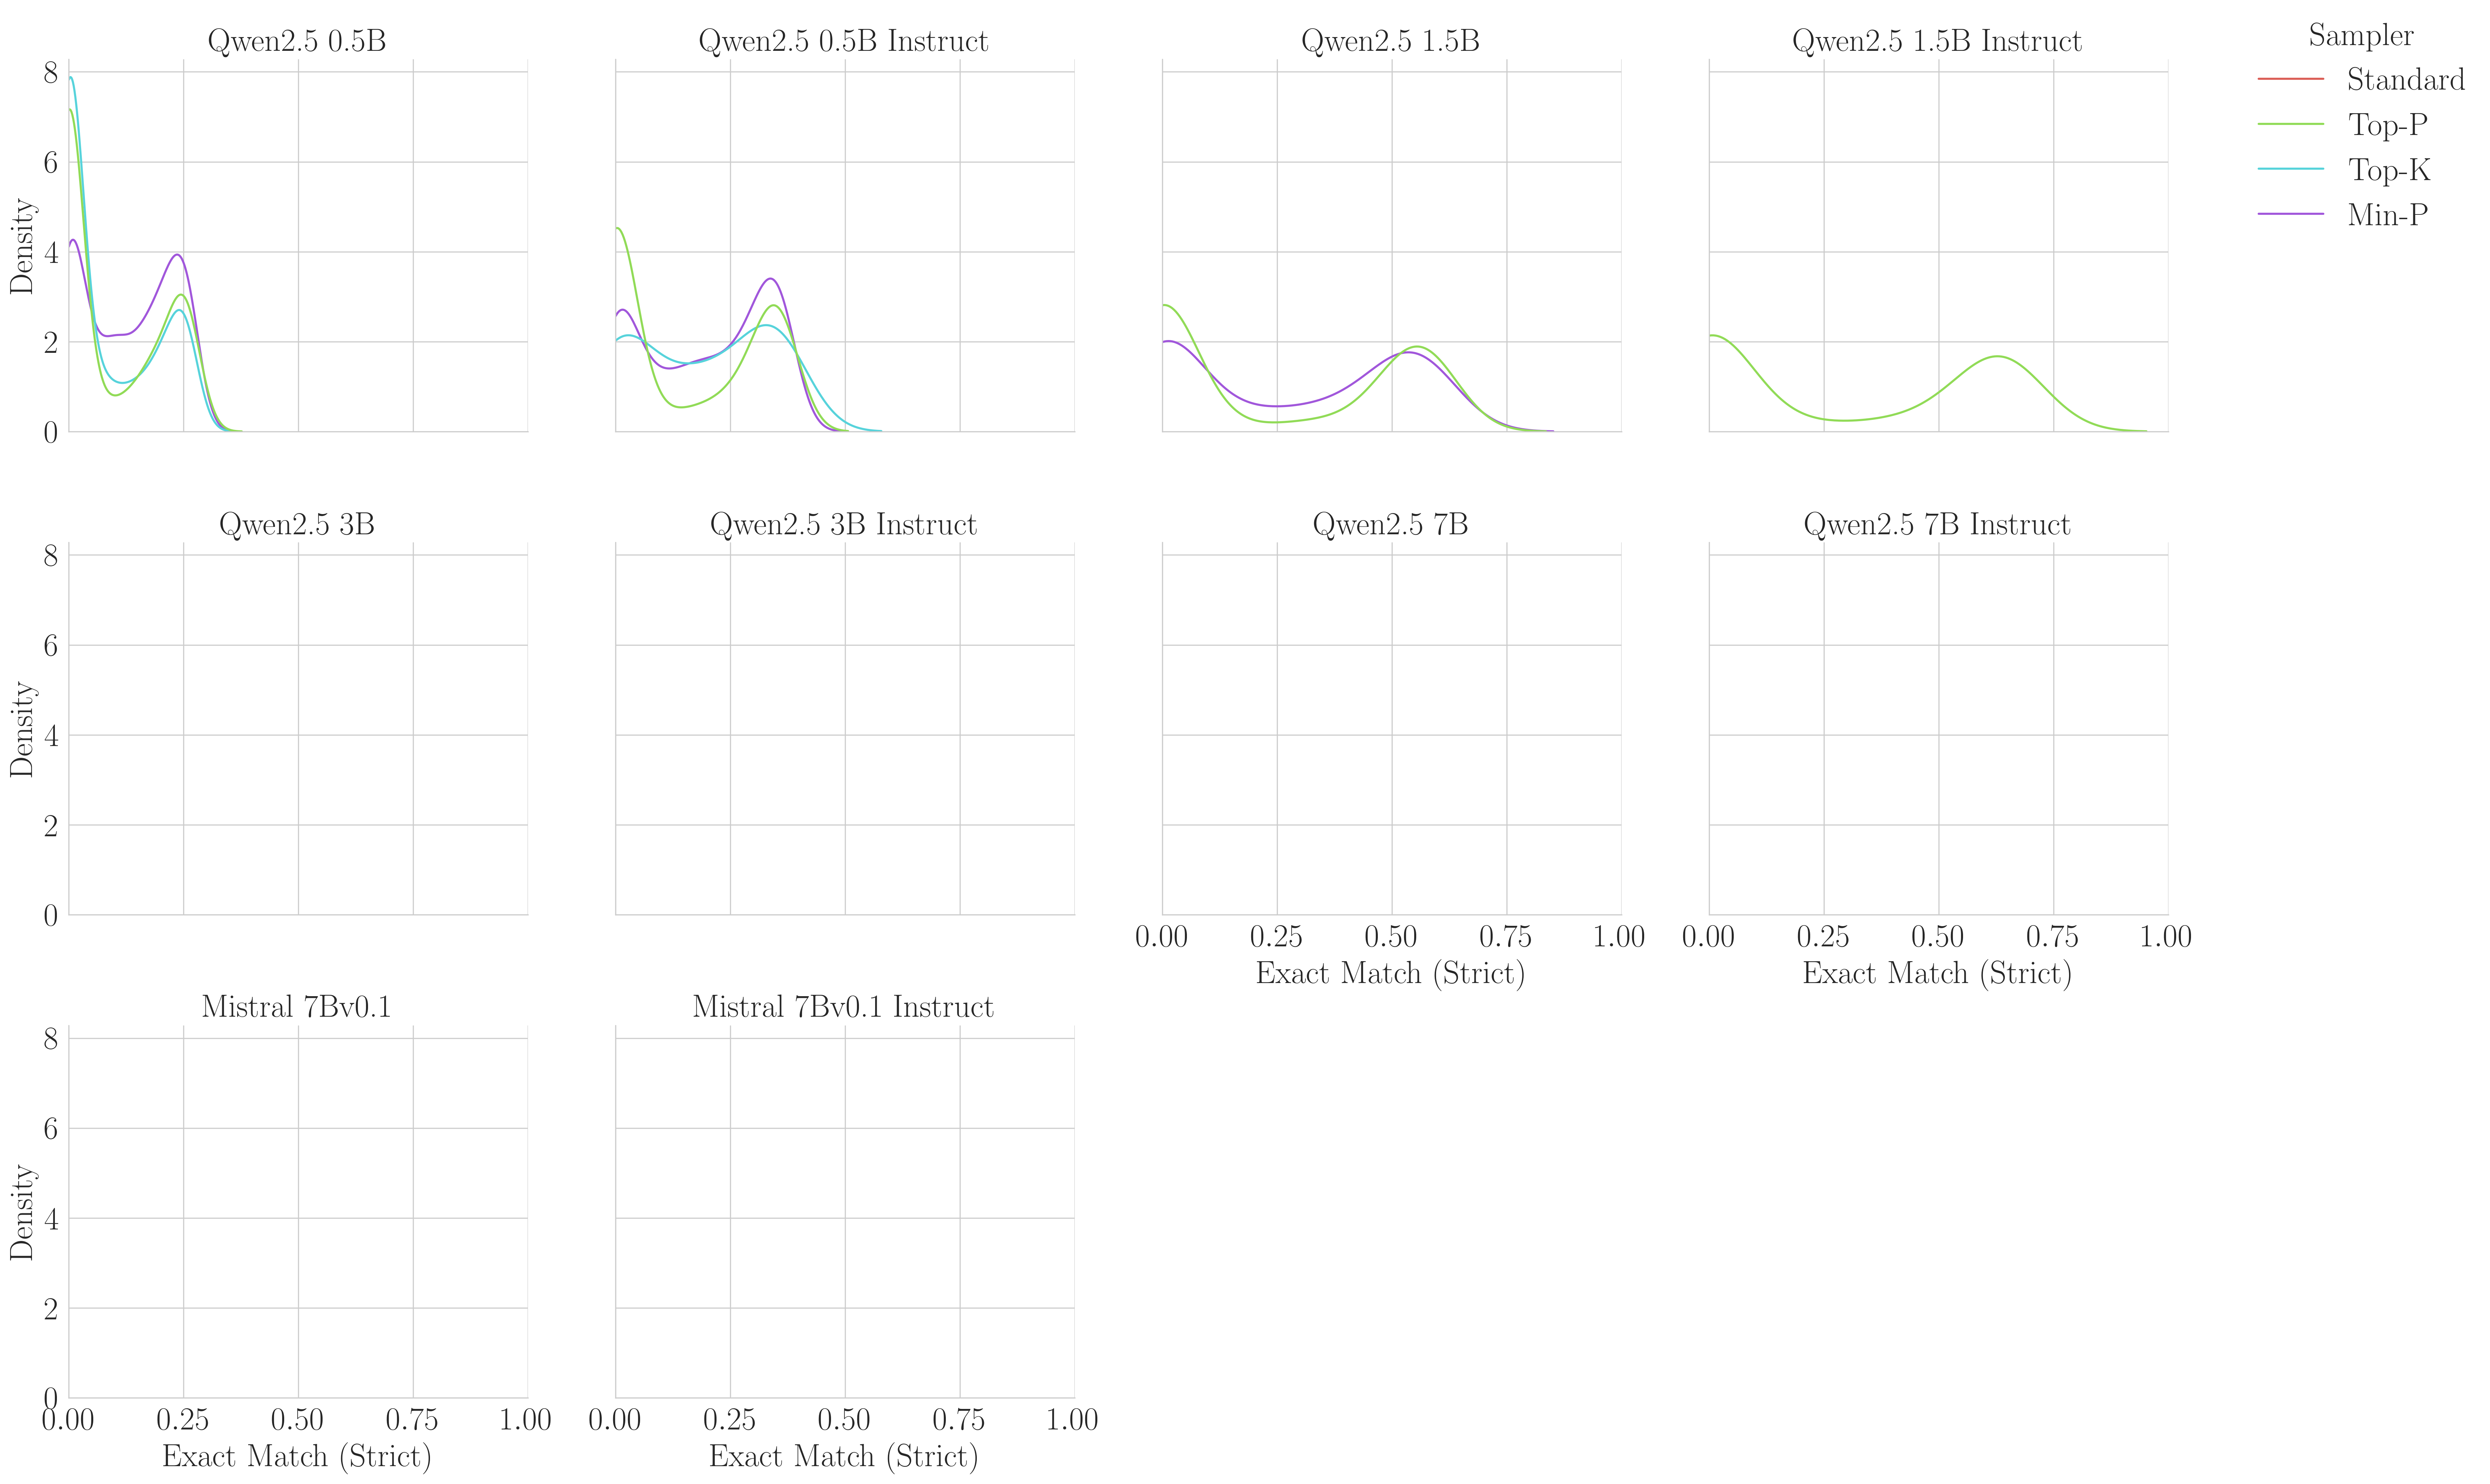 Qwen2.5 0.5B
Qwen2.5 0.5B Instruct
Qwen2.5 1.5B
Qwen2.5 1.5B Instruct
Sampler
Standard
Top-P
Top-K
Min-P
8
6
4
2
0
Density
Qwen2.5 3B
Qwen2.5 3B Instruct
Qwen2.5 7B
Qwen2.5 7B Instruct
8
6
4
2
0
Density
0.00 0.25 0.50 0.75 1.00
Exact Match (Strict)
0.00 0.25 0.50 0.75 1.00
Exact Match (Strict)
Mistral 7Bv0.1
Mistral 7Bv0.1 Instruct
8
6
4
2
0
Density
0.00 0.25 0.50 0.75 1.00
Exact Match (Strict)
0.00 0.25 0.50 0.75 1.00
Exact Match (Strict)